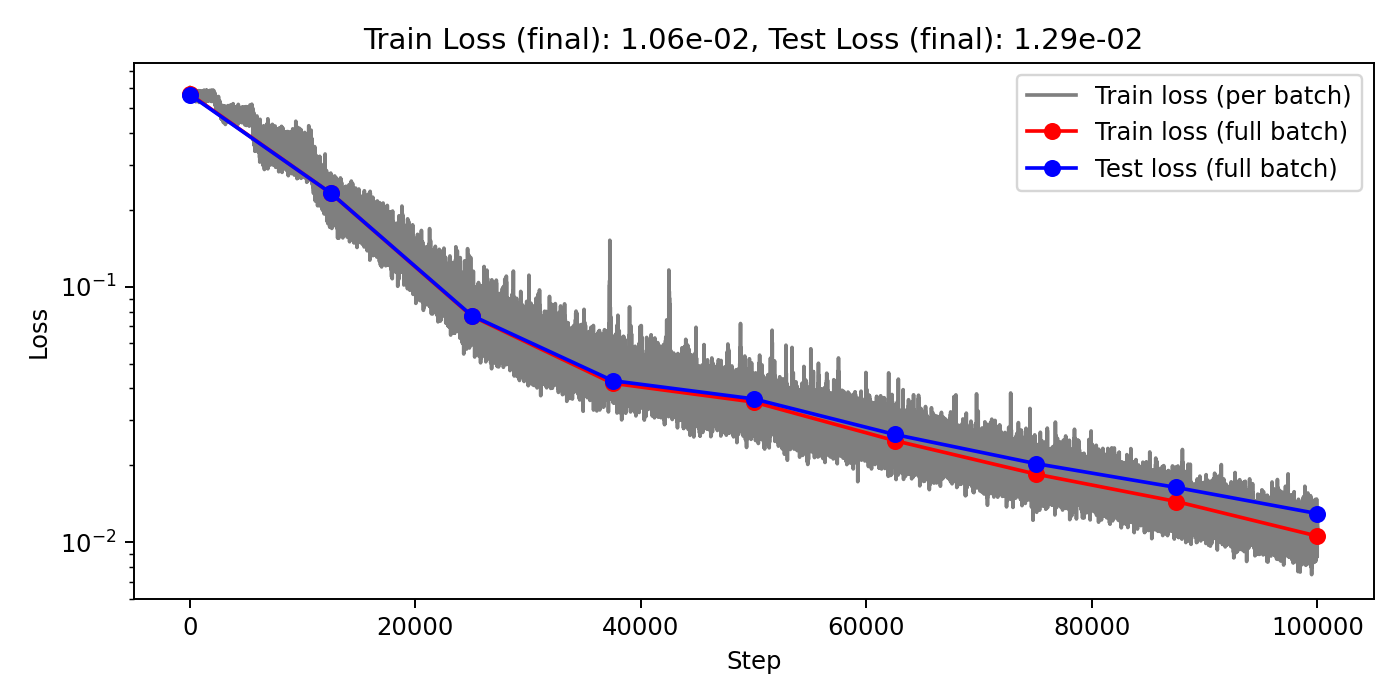 Train Loss (final): 1.06e-02, Test Loss (final): 1.29e-02
Train loss (per batch)
Train loss (full batch)
Test loss (full batch)
Loss
10⁻¹
10⁻²
0 20000 40000 60000 80000 100000
Step